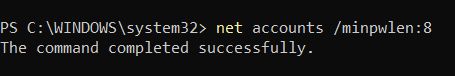 PS C:\WINDOWS\system32> net accounts /minpwlen:8
The command completed successfully.